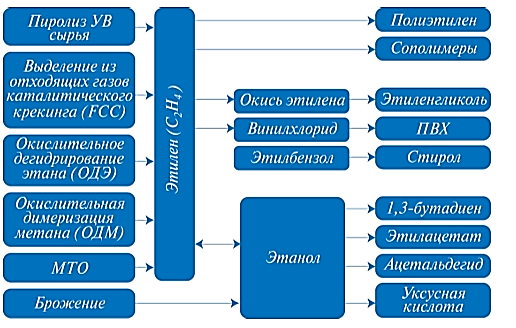 Пиролиз УВ
сырья
Выделение из
отходящих газов
каталитического
крекинга (FCC)
Окислительное
дегидрирование
этана (ОДЭ)
Окислительная
димеризация
метана (ОДМ)
МТО
Брожение
Этилен (C₂H₄)
Полиэтилен
Сополимеры
Окись этилена
Этиленгликоль
Винилхлорид
ПВХ
Этилбензол
Стирол
Этанол
1,3-бутадиен
Этилацетат
Ацетальдегид
Уксусная
кислота